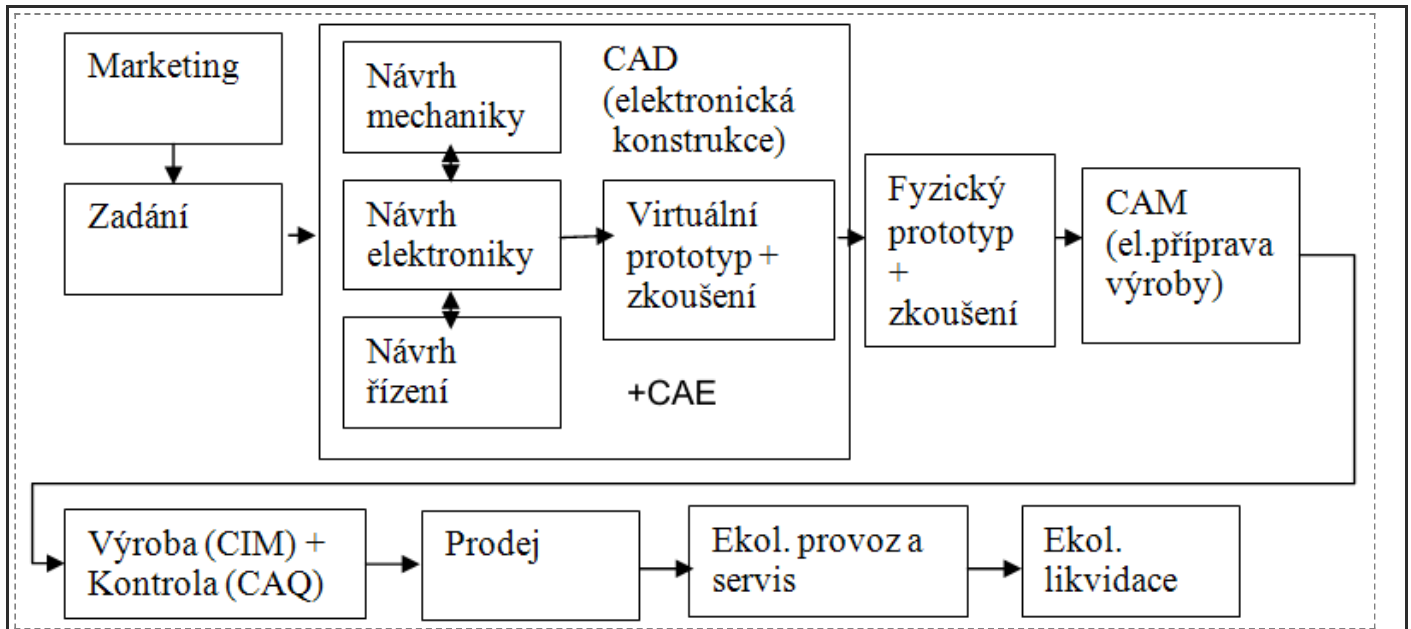 Marketing
Zadání
Návrh
mechaniky
Návrh
elektroniky
Návrh
řízení
CAD
(elektronická
konstrukce)
Virtuální
prototyp +
zkoušení
+CAE
Fyzický
prototyp
+
zkoušení
CAM
(el.příprava
výroby)
Výroba (CIM) +
Kontrola (CAQ)
Prodej
Ekol. provoz a
servis
Ekol.
likvidace